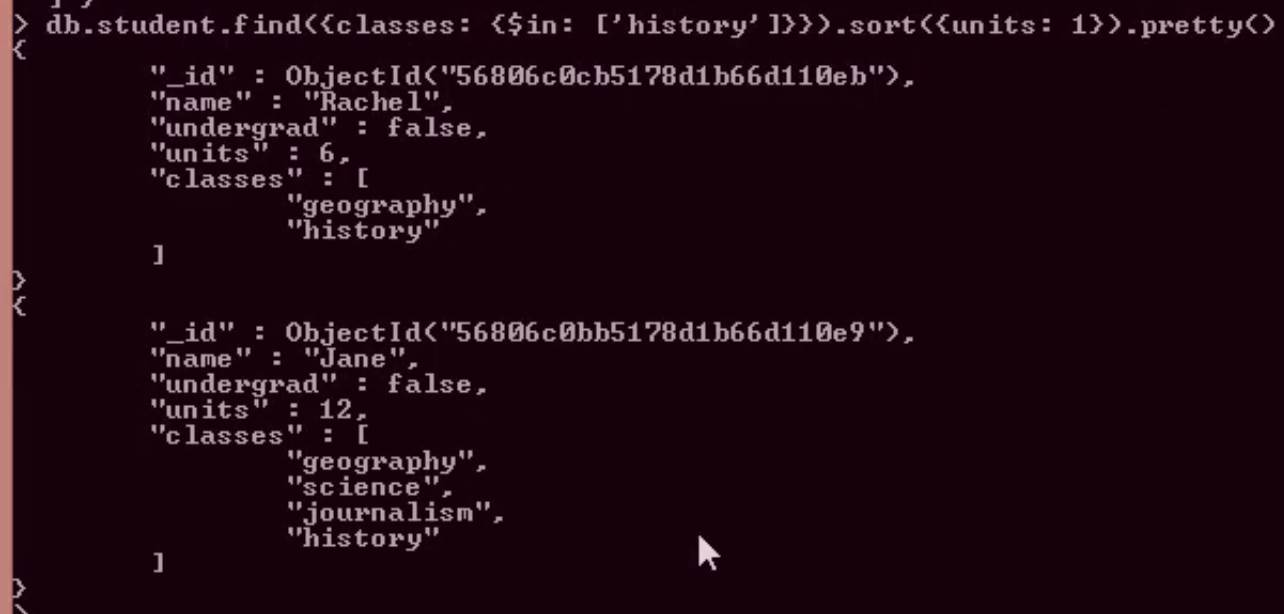 > db.student.find({classes: {$in: ['history']}}).sort({units: 1}).pretty()
{
"_id" : ObjectId("56806c0cb5178d1b66d110eb"),
"name" : "Rachel",
"undergrad" : false,
"units" : 6,
"classes" : [
"geography",
"history"
]
}
{
"_id" : ObjectId("56806c0bb5178d1b66d110e9"),
"name" : "Jane",
"undergrad" : false,
"units" : 12,
"classes" : [
"geography",
"science",
"journalism",
"history"
]
}